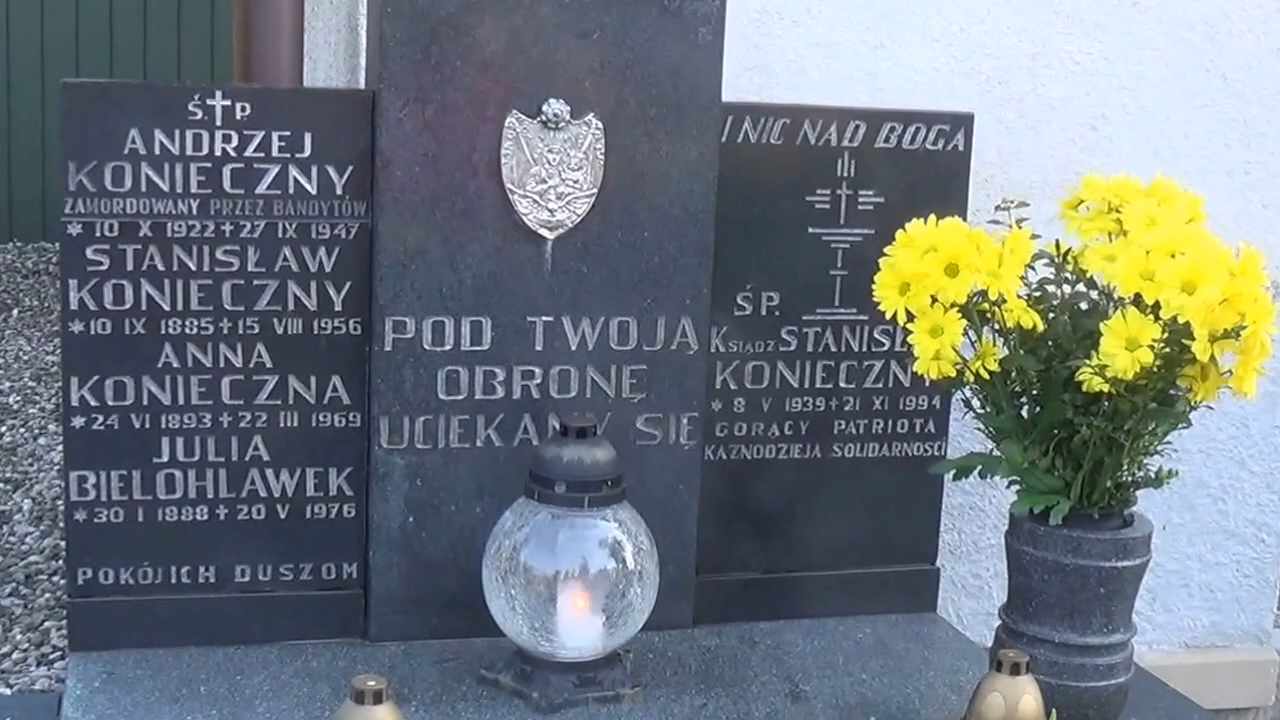 Ś.✝P.
ANDRZEJ
KONIECZNY
ZAMORDOWANY PRZEZ BANDYTÓW
* 10 X 1922 ✝ 27 IX 1947
STANISŁAW
KONIECZNY
* 10 IX 1885 ✝ 15 VIII 1956
ANNA
KONIECZNA
* 24 VI 1893 ✝ 22 III 1969
JULIA
BIELOHLAWEK
* 30 I 1888 ✝ 20 V 1976
POKÓJ ICH DUSZOM
POD TWOJĄ
OBRONĘ
UCIEKAMY SIĘ
I NIC NAD BOGA
Ś.P.
KSIĄDZ
KONIECZNY
* 8 V 1939 ✝ 21 XI 1994
GORĄCY PATRIOTA
KAZNODZIEJA SOLIDARNOŚCI